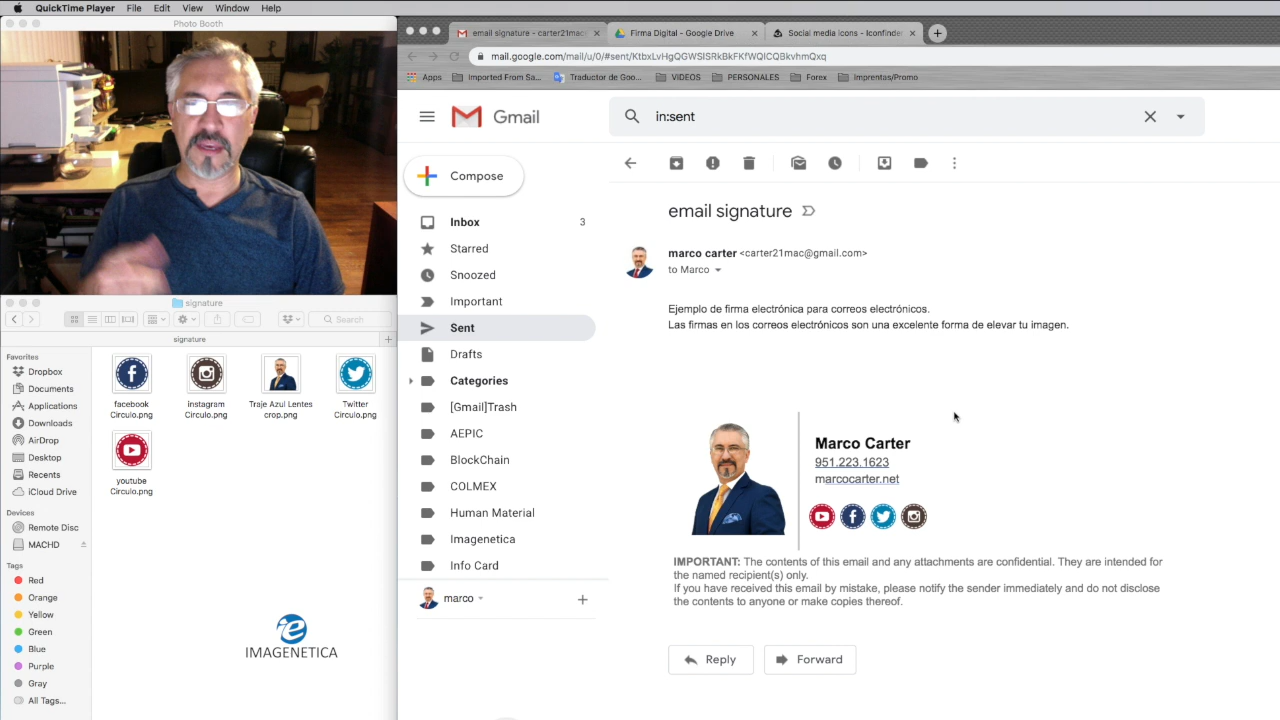 QuickTime Player File Edit View Window Help
Photo Booth
email signature - carter21mac
Firma Digital - Google Drive
Social media icons - Iconfinder
mail.google.com/mail/u/0/#sent/KtbxLvHgQGWSISRkBkFKfWQlCQBkvhmQxq
Apps Imported From Sa... Traductor de Goo... VIDEOS PERSONALES Forex Imprentas/Promo
Gmail
in:sent
Compose
Inbox 3
Starred
Snoozed
Important
Sent
Drafts
Categories
[Gmail]Trash
AEPIC
BlockChain
COLMEX
Human Material
Imagenetica
Info Card
marco
email signature
marco carter <carter21mac@gmail.com>
to Marco
Ejemplo de firma electrónica para correos electrónicos.
Las firmas en los correos electrónicos son una excelente forma de elevar tu imagen.
Marco Carter
951.223.1623
marcocarter.net
IMPORTANT: The contents of this email and any attachments are confidential. They are intended for
the named recipient(s) only.
If you have received this email by mistake, please notify the sender immediately and do not disclose
the contents to anyone or make copies thereof.
Reply
Forward
signature
Search
signature
Favorites
Dropbox
Documents
Applications
Downloads
AirDrop
Desktop
Recents
iCloud Drive
Devices
Remote Disc
MACHD
Tags
Red
Orange
Yellow
Green
Blue
Purple
Gray
All Tags...
facebook
Circulo.png
instagram
Circulo.png
Traje Azul Lentes
crop.png
Twitter
Circulo.png
youtube
Circulo.png
IMAGENETICA